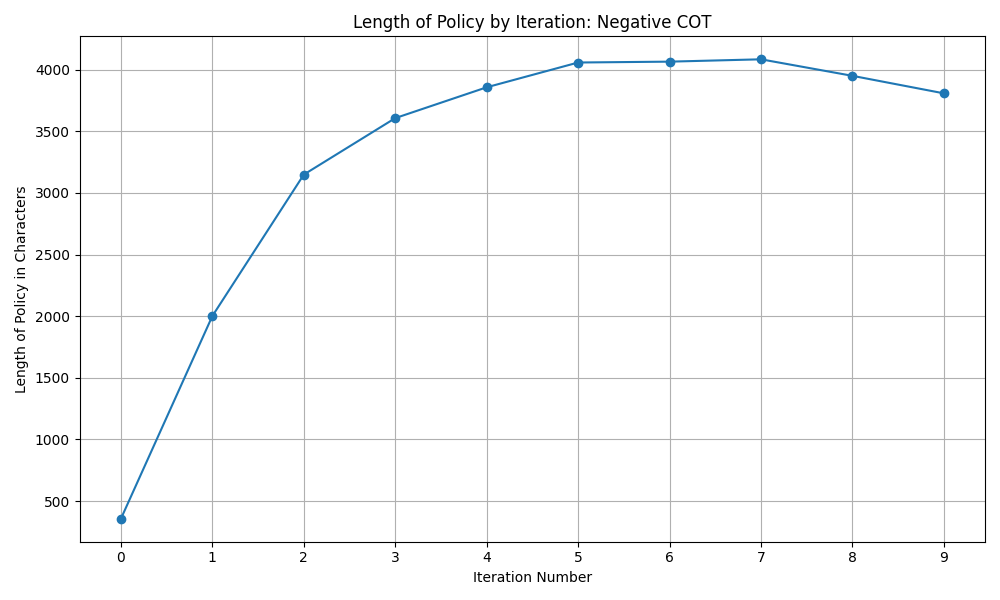 Length of Policy by Iteration: Negative COT
Length of Policy in Characters
4000
3500
3000
2500
2000
1500
1000
500
0 1 2 3 4 5 6 7 8 9
Iteration Number